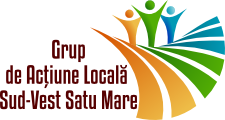 Grup
de Acțiune Locală
Sud-Vest Satu Mare